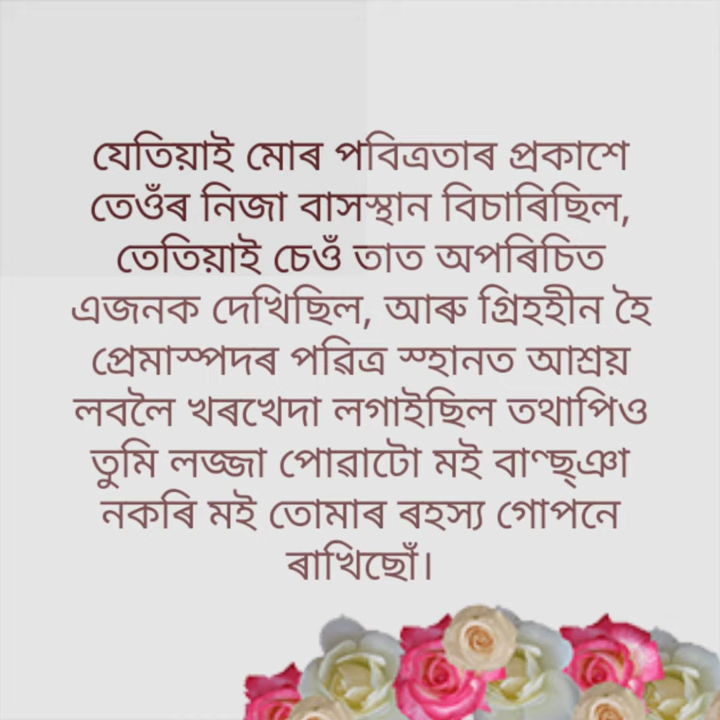 যেতিয়াই মোৰ পবিত্ৰতাৰ প্ৰকাশে
তেওঁৰ নিজা বাসস্থান বিচাৰিছিল,
তেতিয়াই চেওঁ তাত অপৰিচিত
এজনক দেখিছিল, আৰু গ্ৰিহহীন হৈ
প্ৰেমাস্পদৰ পৱিত্ৰ স্হানত আশ্ৰয়
লবলৈ খৰখেদা লগাইছিল তথাপিও
তুমি লজ্জা পোৱাটো মই বাণ্ছ্ঞা
নকৰি মই তোমাৰ ৰহস্য গোপনে
ৰাখিছোঁ।